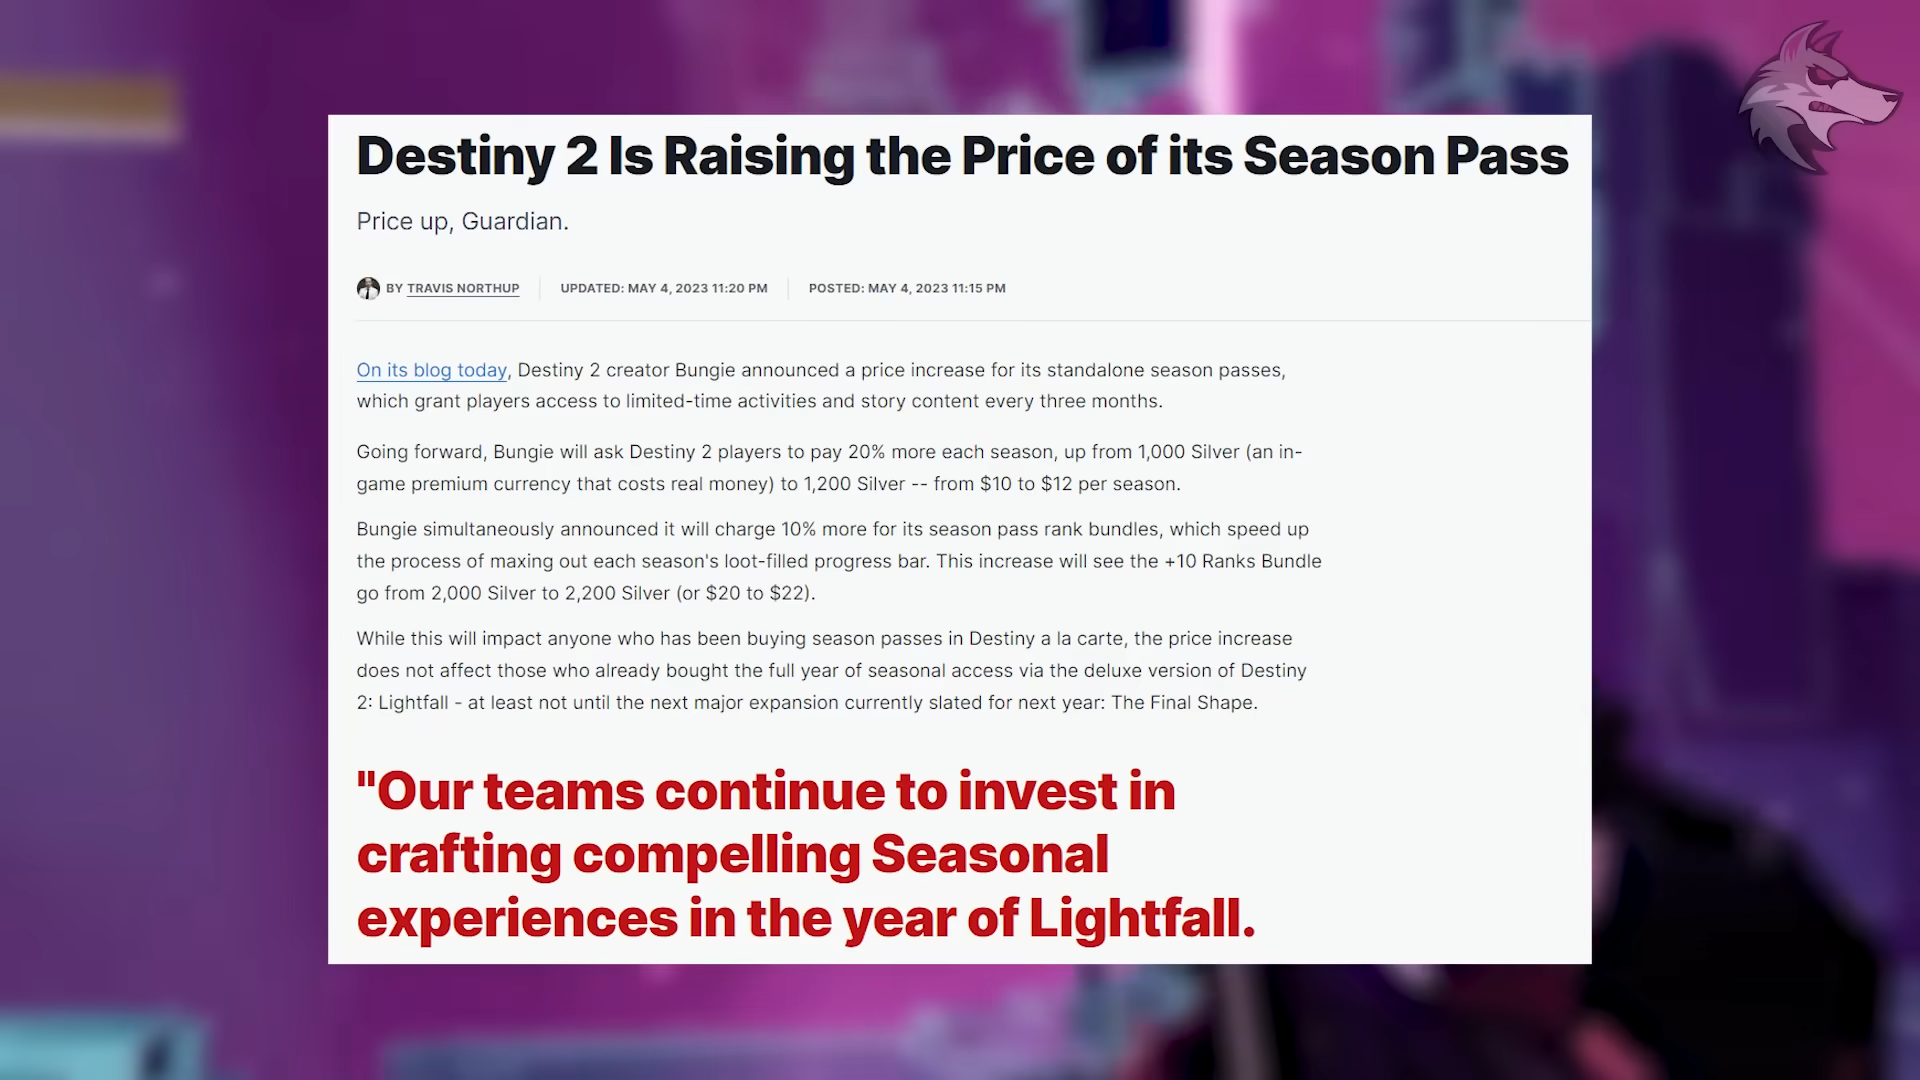 Destiny 2 Is Raising the Price of its Season Pass
Price up, Guardian.
BY TRAVIS NORTHUP UPDATED: MAY 4, 2023 11:20 PM POSTED: MAY 4, 2023 11:15 PM
On its blog today, Destiny 2 creator Bungie announced a price increase for its standalone season passes,
which grant players access to limited-time activities and story content every three months.
Going forward, Bungie will ask Destiny 2 players to pay 20% more each season, up from 1,000 Silver (an in-
game premium currency that costs real money) to 1,200 Silver -- from $10 to $12 per season.
Bungie simultaneously announced it will charge 10% more for its season pass rank bundles, which speed up
the process of maxing out each season's loot-filled progress bar. This increase will see the +10 Ranks Bundle
go from 2,000 Silver to 2,200 Silver (or $20 to $22).
While this will impact anyone who has been buying season passes in Destiny a la carte, the price increase
does not affect those who already bought the full year of seasonal access via the deluxe version of Destiny
2: Lightfall - at least not until the next major expansion currently slated for next year: The Final Shape.
"Our teams continue to invest in
crafting compelling Seasonal
experiences in the year of Lightfall.